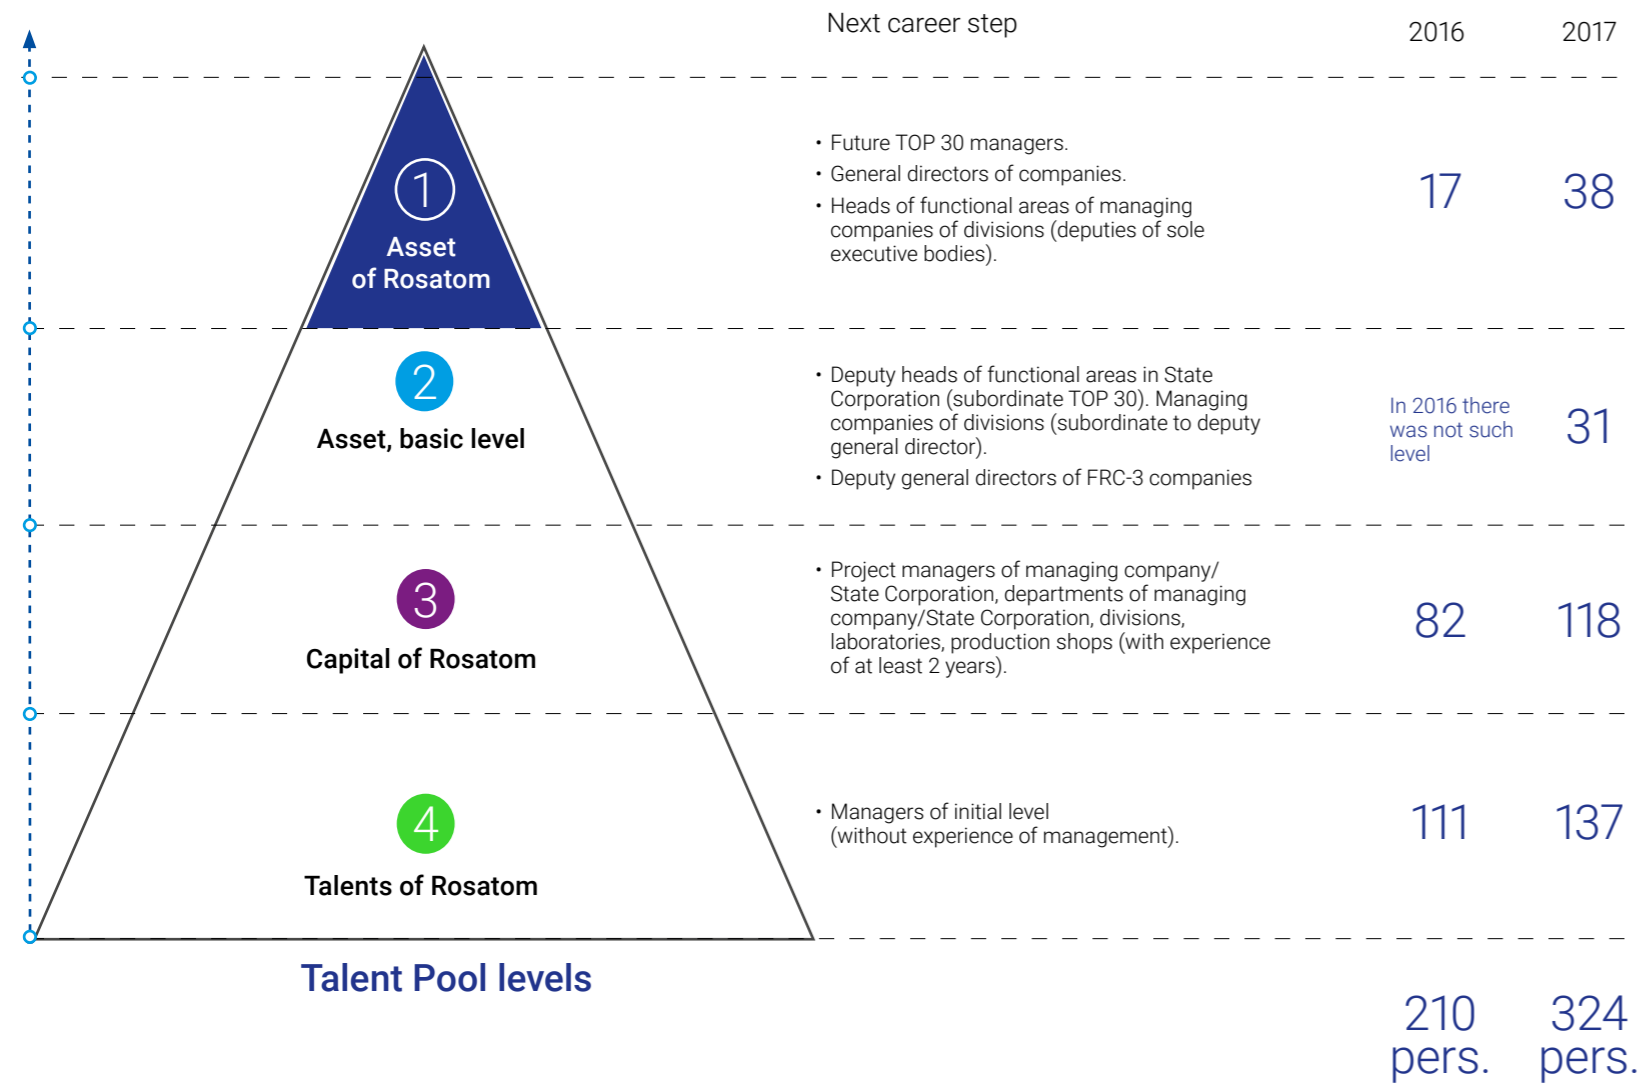 Next career step
2016
2017
1
Asset
of Rosatom
• Future TOP 30 managers.
• General directors of companies.
• Heads of functional areas of managing
companies of divisions (deputies of sole
executive bodies).
17
38
2
Asset, basic level
• Deputy heads of functional areas in State
Corporation (subordinate TOP 30). Managing
companies of divisions (subordinate to deputy
general director).
• Deputy general directors of FRC-3 companies
In 2016 there
was not such
level
31
3
Capital of Rosatom
• Project managers of managing company/
State Corporation, departments of managing
company/State Corporation, divisions,
laboratories, production shops (with experience
of at least 2 years).
82
118
4
Talents of Rosatom
• Managers of initial level
(without experience of management).
111
137
Talent Pool levels
210
pers.
324
pers.